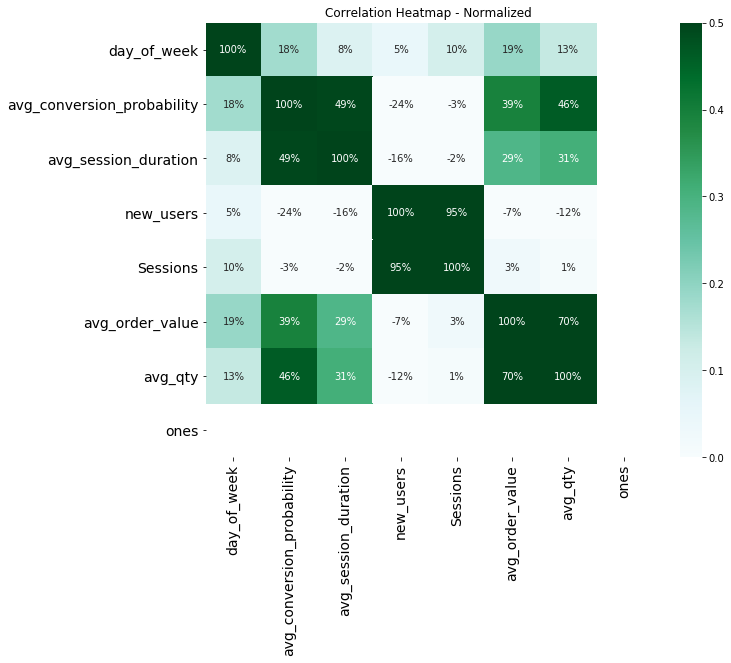 Correlation Heatmap - Normalized
day_of_week 100% 18% 8% 5% 10% 19% 13%
avg_conversion_probability 18% 100% 49% -24% -3% 39% 46%
avg_session_duration 8% 49% 100% -16% -2% 29% 31%
new_users 5% -24% -16% 100% 95% -7% -12%
Sessions 10% -3% -2% 95% 100% 3% 1%
avg_order_value 19% 39% 29% -7% 3% 100% 70%
avg_qty 13% 46% 31% -12% 1% 70% 100%
ones
day_of_week
avg_conversion_probability
avg_session_duration
new_users
Sessions
avg_order_value
avg_qty
ones
0.5
0.4
0.3
0.2
0.1
0.0